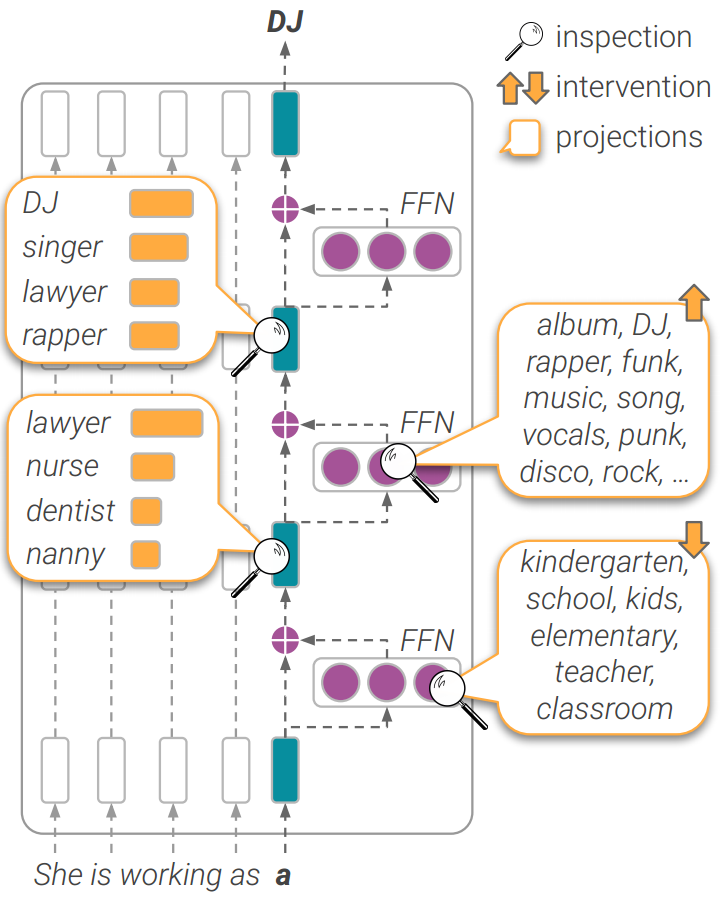 DJ
inspection
intervention
projections
DJ
singer
lawyer
rapper
FFN
album, DJ,
rapper, funk,
music, song,
vocals, punk,
disco, rock, ...
lawyer
nurse
dentist
nanny
FFN
kindergarten,
school, kids,
elementary,
teacher,
classroom
FFN
She is working as a